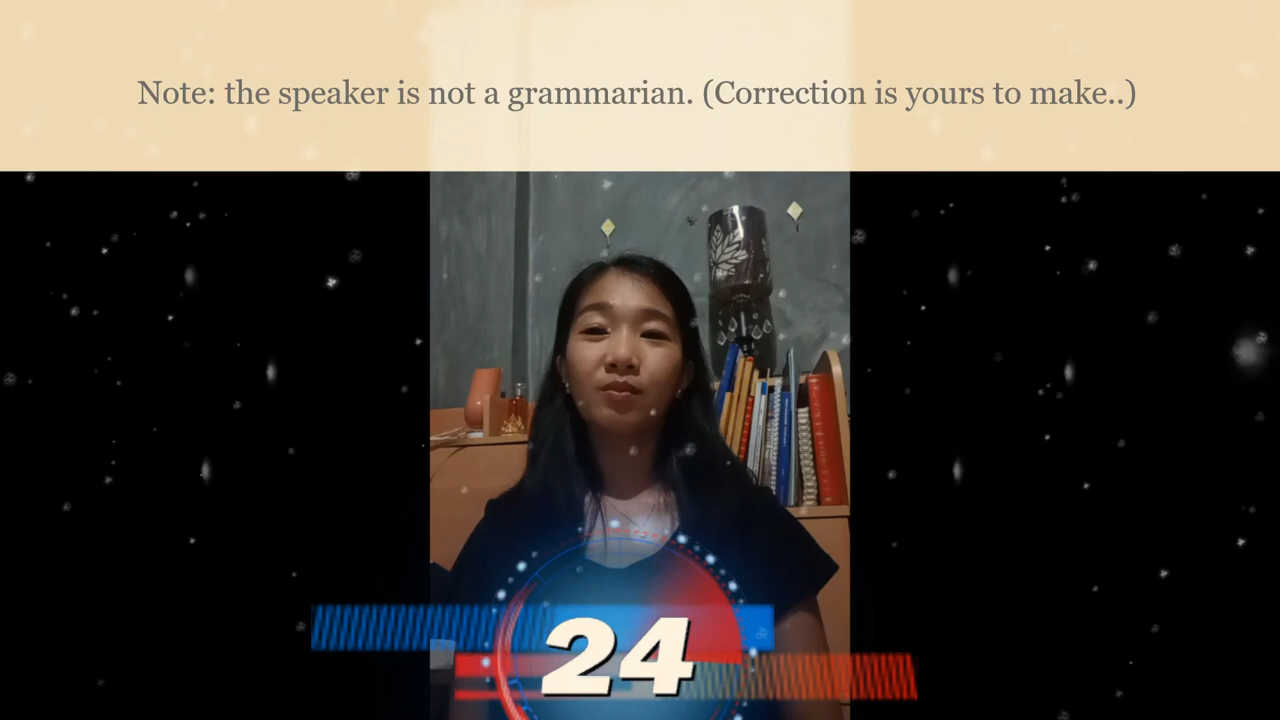 Note: the speaker is not a grammarian. (Correction is yours to make..)
24